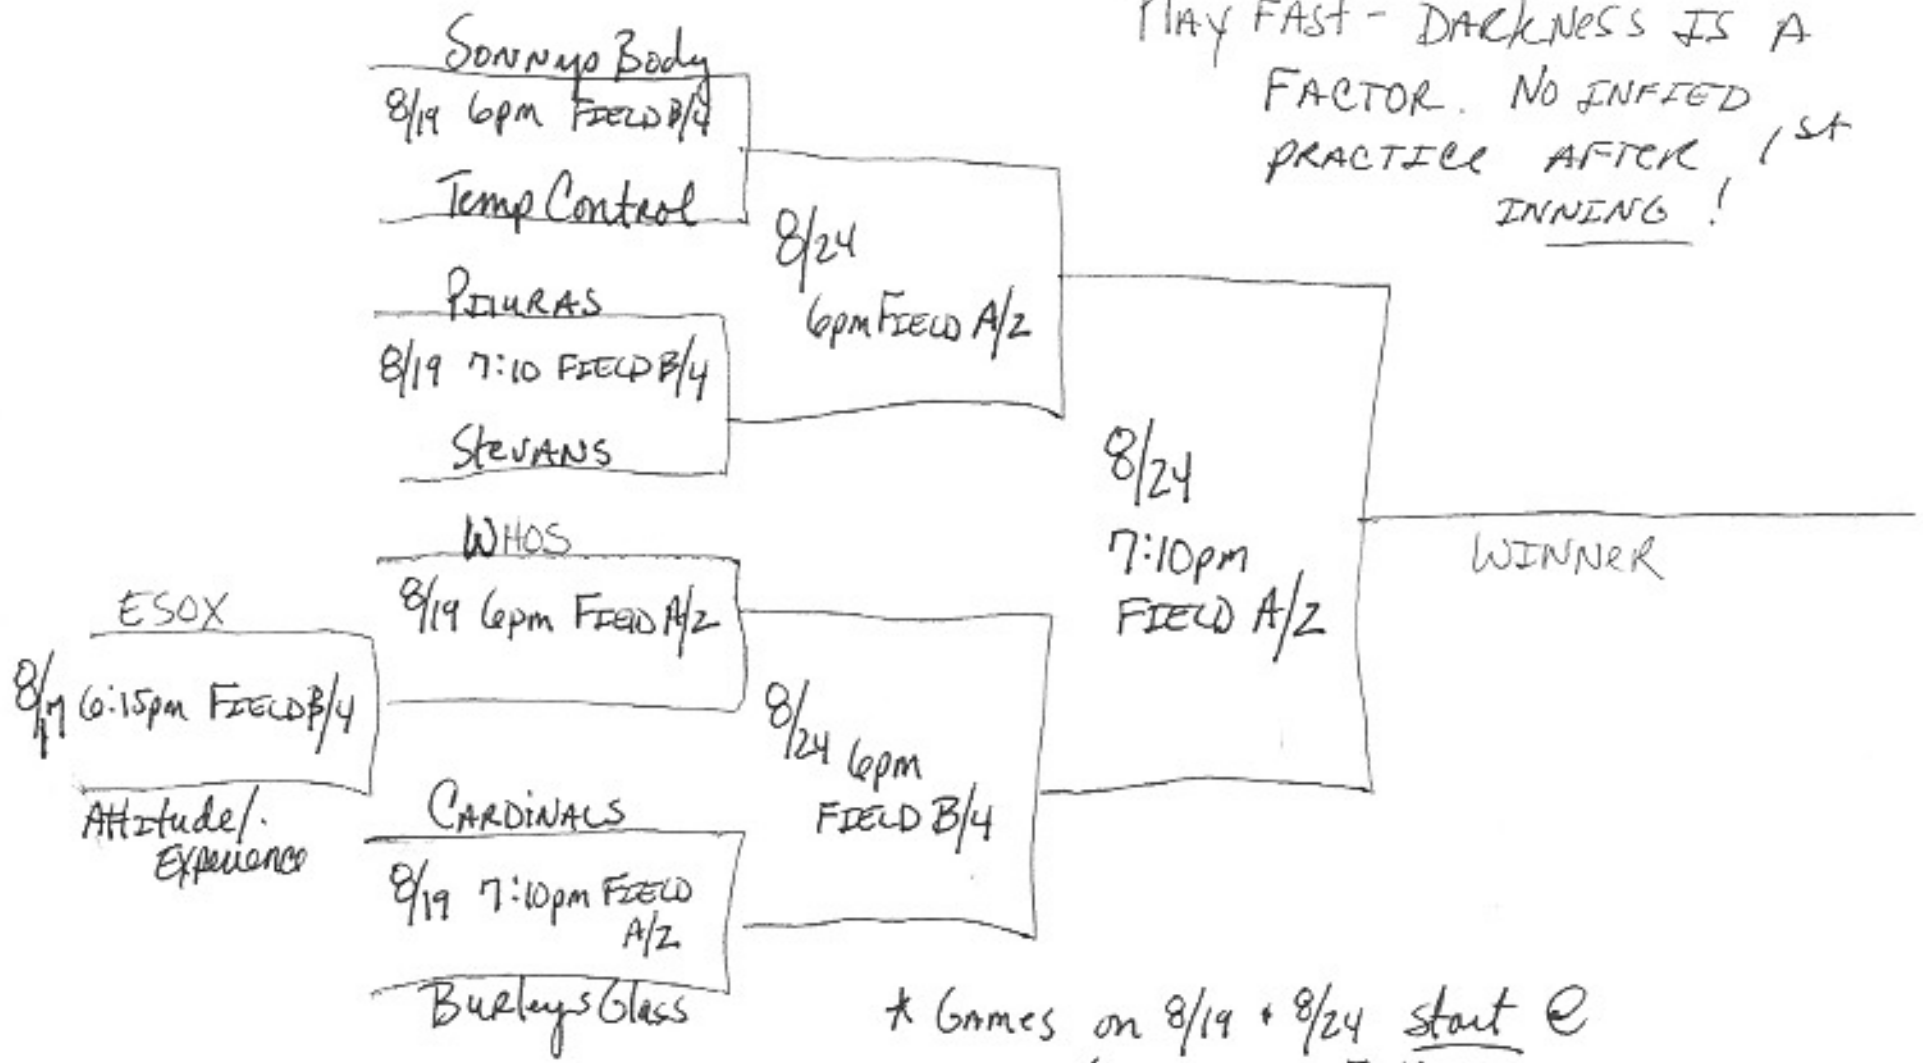 PLAY FAST - DARKNESS IS A
FACTOR. NO INFIED
PRACTICE AFTER 1st
INNING!
Sonnys Body
8/19 6pm FIELD B/4
Temp Control
8/24
6pm FIELD A/2
8/19 7:10 FIELD B/4
Stevans
8/24
7:10pm
FIELD A/2
WINNER
WHOS
8/19 6pm FIELD A/2
ESOX
8/17 6:15pm FIELD B/4
Attitude/
Experience
8/24 6pm
FIELD B/4
CARDINALS
8/19 7:10pm FIELD
A/2
Burleys Glass
* Games on 8/19 + 8/24 start @